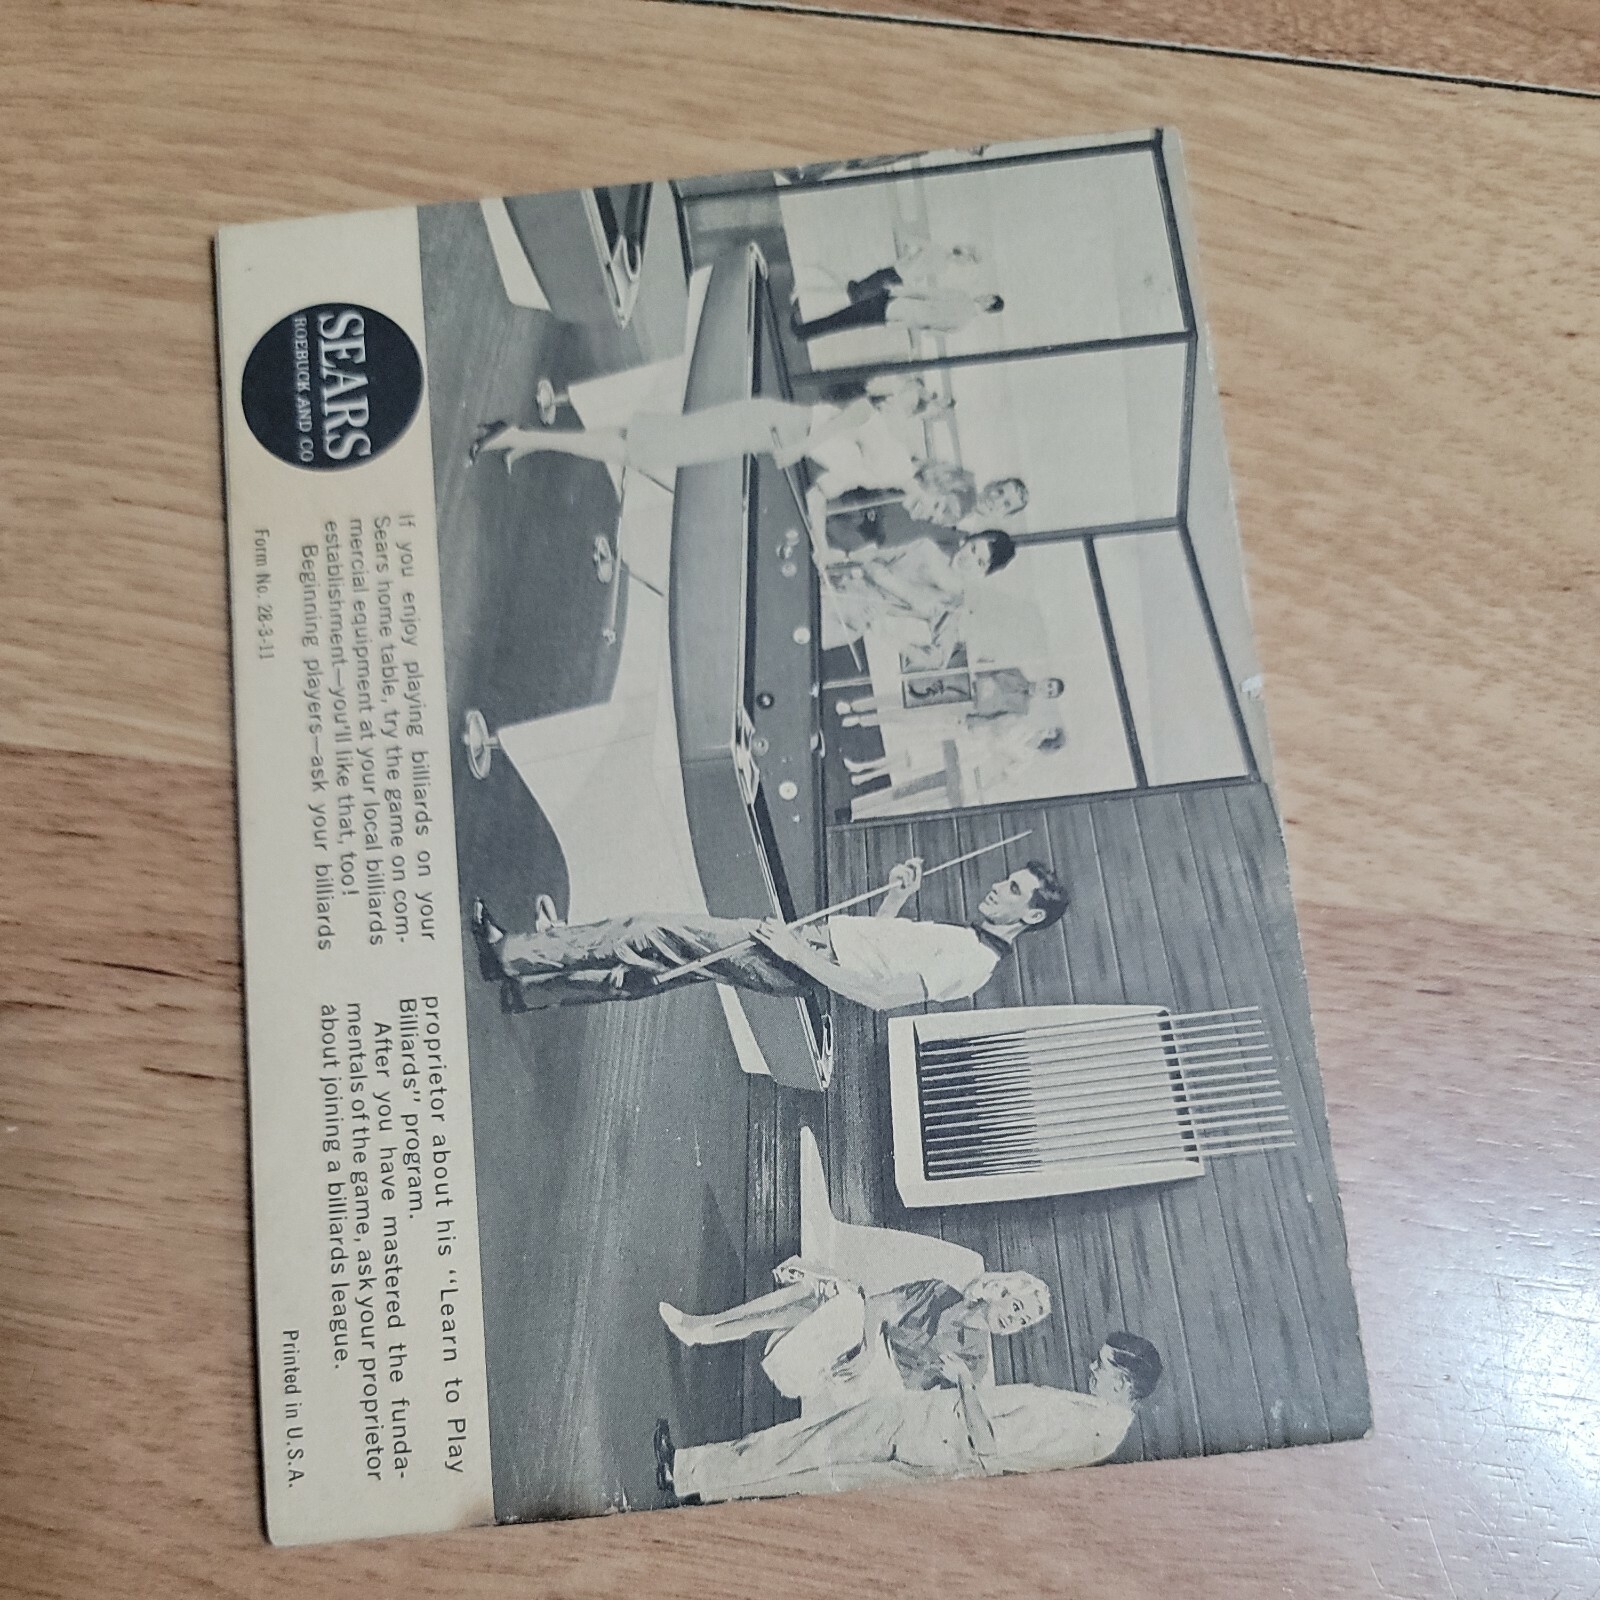 SEARS
ROEBUCK AND CO
If you enjoy playing billiards on your
Sears home table, try the game on com-
mercial equipment at your local billiards
establishment—you'll like that, too!
Beginning players—ask your billiards
proprietor about his "Learn to Play
Billiards" program.
After you have mastered the funda-
mentals of the game, ask your proprietor
about joining a billiards league.
Form No. 28-3-11
Printed in U.S.A.